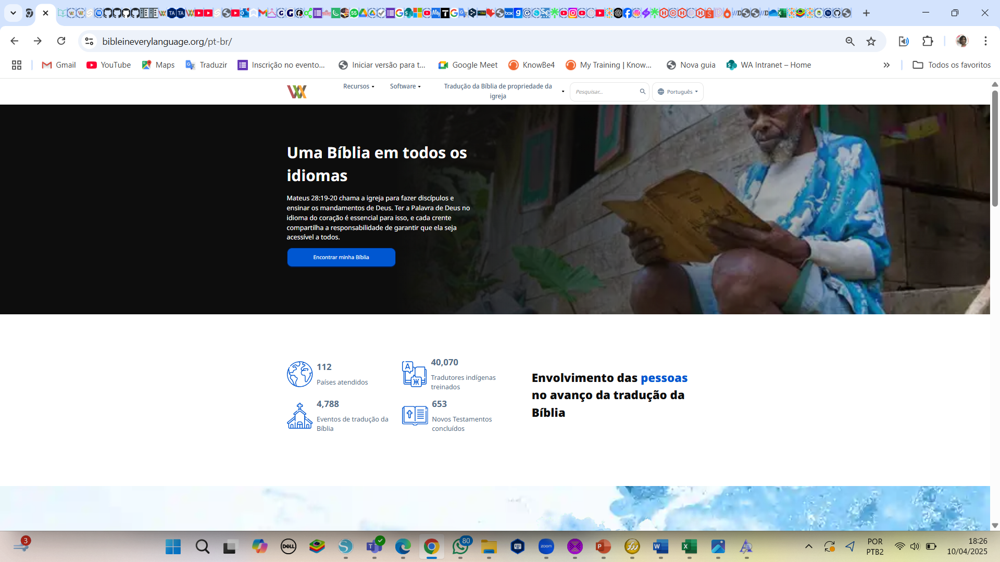 bibleineverylanguage.org/pt-br/
Gmail
YouTube
Maps
Traduzir
Inscrição no evento...
Iniciar versão para t...
Google Meet
KnowBe4
My Training | Know...
Nova guia
WA Intranet – Home
Todos os favoritos
Recursos
Software
Tradução da Bíblia de propriedade da
igreja
Pesquisar...
Português
Uma Bíblia em todos os
idiomas
Mateus 28:19-20 chama a igreja para fazer discípulos e
ensinar os mandamentos de Deus. Ter a Palavra de Deus no
idioma do coração é essencial para isso, e cada crente
compartilha a responsabilidade de garantir que ela seja
acessível a todos.
Encontrar minha Bíblia
112
Países atendidos
40,070
Tradutores indígenas
treinados
4,788
Eventos de tradução da
Bíblia
653
Novos Testamentos
concluídos
Envolvimento das pessoas
no avanço da tradução da
Bíblia
3
DELL
80
zoom
POR
PTB2
18:26
10/04/2025